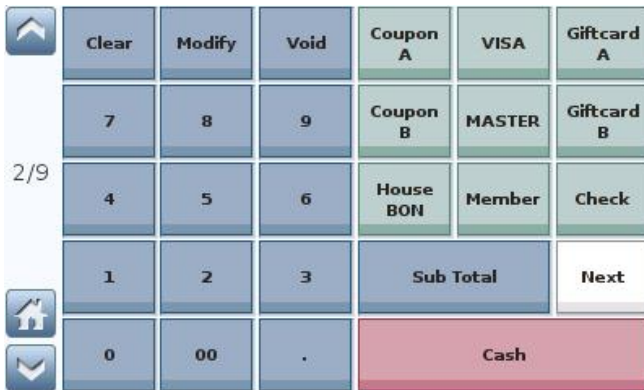 Clear Modify Void Coupon A VISA Giftcard A
7 8 9 Coupon B MASTER Giftcard B
2/9
4 5 6 House BON Member Check
1 2 3 Sub Total Next
0 00 . Cash